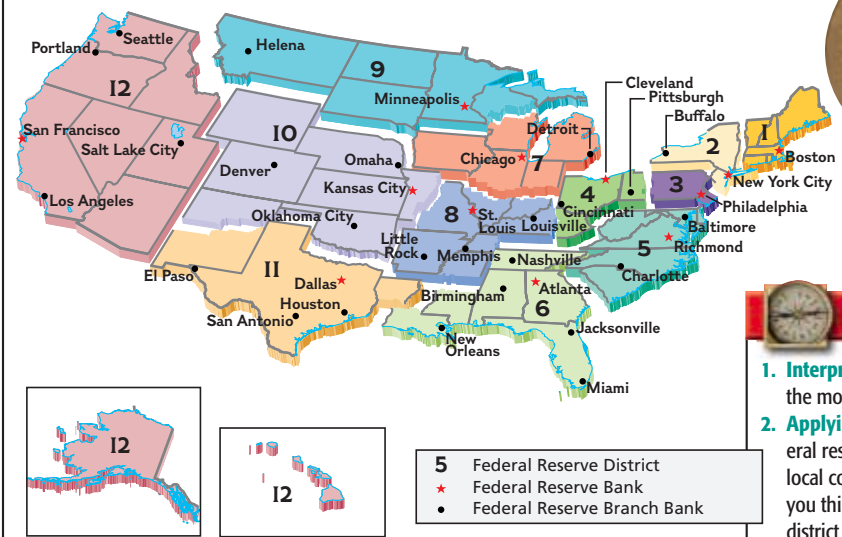 Seattle
Portland
Helena
12
9
Minneapolis
Cleveland
Pittsburgh
Buffalo
San Francisco
Salt Lake City
10
Denver
Omaha
Kansas City
Oklahoma City
Los Angeles
Detroit
Chicago
7
2
1
Boston
New York City
3
Philadelphia
4
Cincinnati
Baltimore
5
Richmond
Charlotte
8
St.
Louis
Louisville
Little
Rock
Memphis
Nashville
El Paso
11
Dallas
Houston
San Antonio
Birmingham
Atlanta
6
New
Orleans
Jacksonville
Miami
12
12
5 Federal Reserve District
Federal Reserve Bank
Federal Reserve Branch Bank
1. Interpr
the mo
2. Applyi
eral res
local co
you thi
district